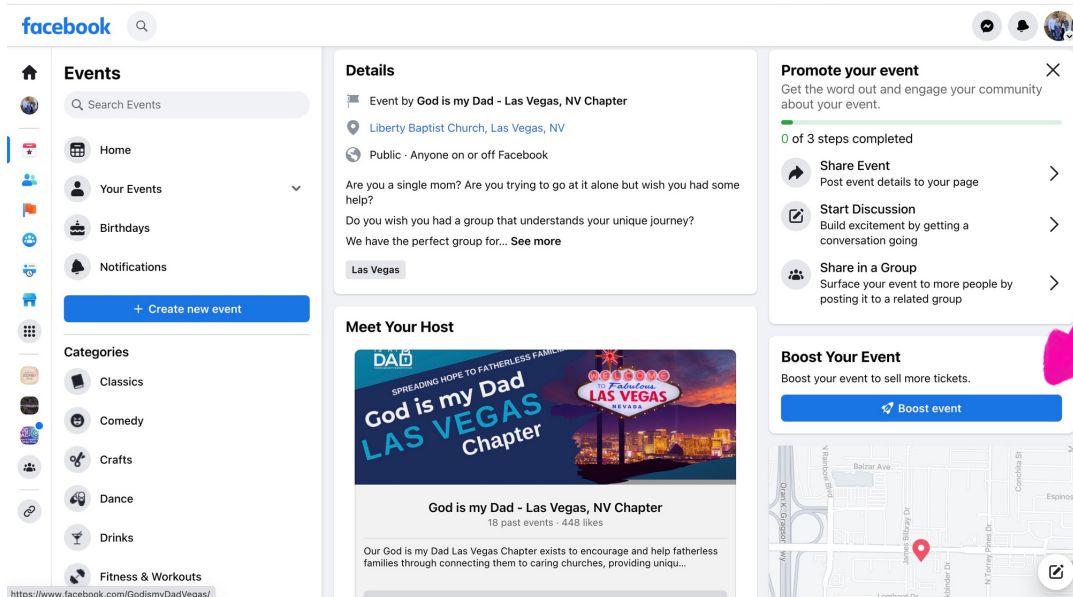 facebook
Events
Search Events
Home
Your Events
Birthdays
Notifications
+ Create new event
Categories
Classics
Comedy
Crafts
Dance
Drinks
Fitness & Workouts
https://www.facebook.com/GodismyDadVegas/
Details
Event by God is my Dad - Las Vegas, NV Chapter
Liberty Baptist Church, Las Vegas, NV
Public · Anyone on or off Facebook
Are you a single mom? Are you trying to go at it alone but wish you had some
help?
Do you wish you had a group that understands your unique journey?
We have the perfect group for... See more
Las Vegas
Meet Your Host
DAD
SPREADING HOPE TO FATHERLESS FAMILIES
God is my Dad
LAS VEGAS
Chapter
WELCOME
TO Fabulous
LAS VEGAS
NEVADA
God is my Dad - Las Vegas, NV Chapter
18 past events · 448 likes
Our God is my Dad Las Vegas Chapter exists to encourage and help fatherless
families through connecting them to caring churches, providing uniqu...
Promote your event
Get the word out and engage your community
about your event.
0 of 3 steps completed
Share Event
Post event details to your page
Start Discussion
Build excitement by getting a
conversation going
Share in a Group
Surface your event to more people by
posting it to a related group
Boost Your Event
Boost your event to sell more tickets.
Boost event
N Rainbow Blvd
Balzar Ave
Conchita St
Espinos
Oran K. Gragson Hwy
James Bilbray Dr
N Torrey Pines Dr
Lombard Dr